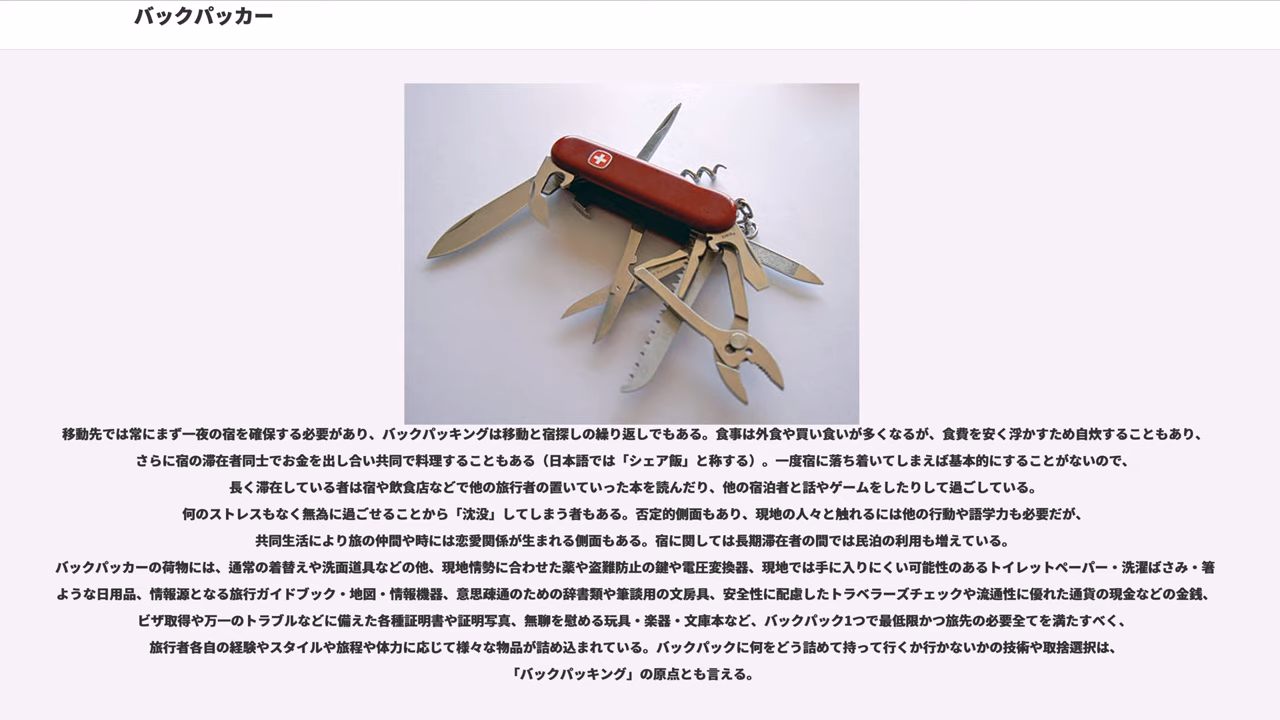 バックパッカー
移動先では常にまず一夜の宿を確保する必要があり、バックパッキングは移動と宿探しの繰り返しでもある。食事は外食や買い食いが多くなるが、食費を安く浮かすため自炊することもあり、
さらに宿の滞在者同士でお金を出し合い共同で料理することもある（日本語では「シェア飯」と称する）。一度宿に落ち着いてしまえば基本的にすることがないので、
長く滞在している者は宿や飲食店などで他の旅行者の置いていった本を読んだり、他の宿泊者と話やゲームをしたりして過ごしている。
何のストレスもなく無為に過ごせることから「沈没」してしまう者もある。否定的側面もあり、現地の人々と触れるには他の行動や語学力も必要だが、
共同生活により旅の仲間や時には恋愛関係が生まれる側面もある。宿に関しては長期滞在者の間では民泊の利用も増えている。
バックパッカーの荷物には、通常の着替えや洗面道具などの他、現地情勢に合わせた薬や盗難防止の鍵や電圧変換器、現地では手に入りにくい可能性のあるトイレットペーパー・洗濯ばさみ・箸
ような日用品、情報源となる旅行ガイドブック・地図・情報機器、意思疎通のための辞書類や筆談用の文房具、安全性に配慮したトラベラーズチェックや流通性に優れた通貨の現金などの金銭、
ビザ取得や万一のトラブルなどに備えた各種証明書や証明写真、無聊を慰める玩具・楽器・文庫本など、バックパック1つで最低限かつ旅先の必要全てを満たすべく、
旅行者各自の経験やスタイルや旅程や体力に応じて様々な物品が詰め込まれている。バックパックに何をどう詰めて持って行くか行かないかの技術や取捨選択は、
「バックパッキング」の原点とも言える。